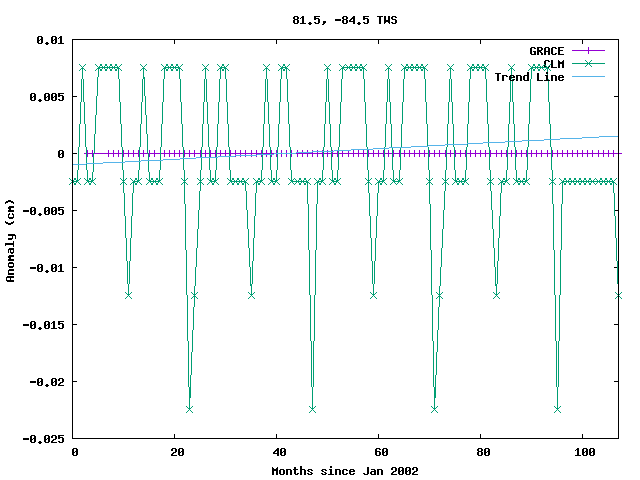 81.5, -84.5 TWS
GRACE
CLM
Trend Line
0.01
0.005
0
-0.005
-0.01
-0.015
-0.02
-0.025
Anomaly (cm)
0 20 40 60 80 100
Months since Jan 2002